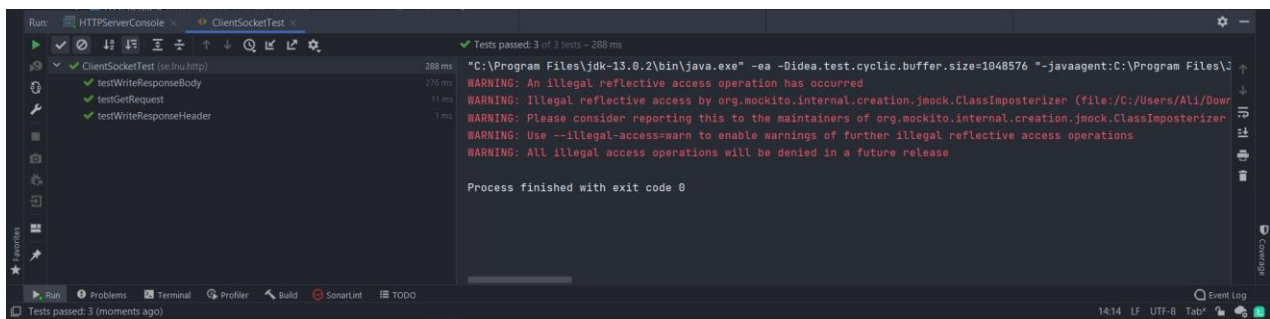 Run: HTTPServerConsole × ClientSocketTest ×
Tests passed: 3 of 3 tests – 288 ms
ClientSocketTest (se.lnu.http) 288 ms
testWriteResponseBody 276 ms
testGetRequest 11 ms
testWriteResponseHeader 1 ms
"C:\Program Files\jdk-13.0.2\bin\java.exe" -ea -Didea.test.cyclic.buffer.size=1048576 "-javaagent:C:\Program Files\J
WARNING: An illegal reflective access operation has occurred
WARNING: Illegal reflective access by org.mockito.internal.creation.jmock.ClassImposterizer (file:/C:/Users/Ali/Down
WARNING: Please consider reporting this to the maintainers of org.mockito.internal.creation.jmock.ClassImposterizer
WARNING: Use --illegal-access=warn to enable warnings of further illegal reflective access operations
WARNING: All illegal access operations will be denied in a future release
Process finished with exit code 0
Favorites
Coverage
Run Problems Terminal Profiler Build SonarLint TODO Event Log
Tests passed: 3 (moments ago) 14:14 LF UTF-8 Tab*